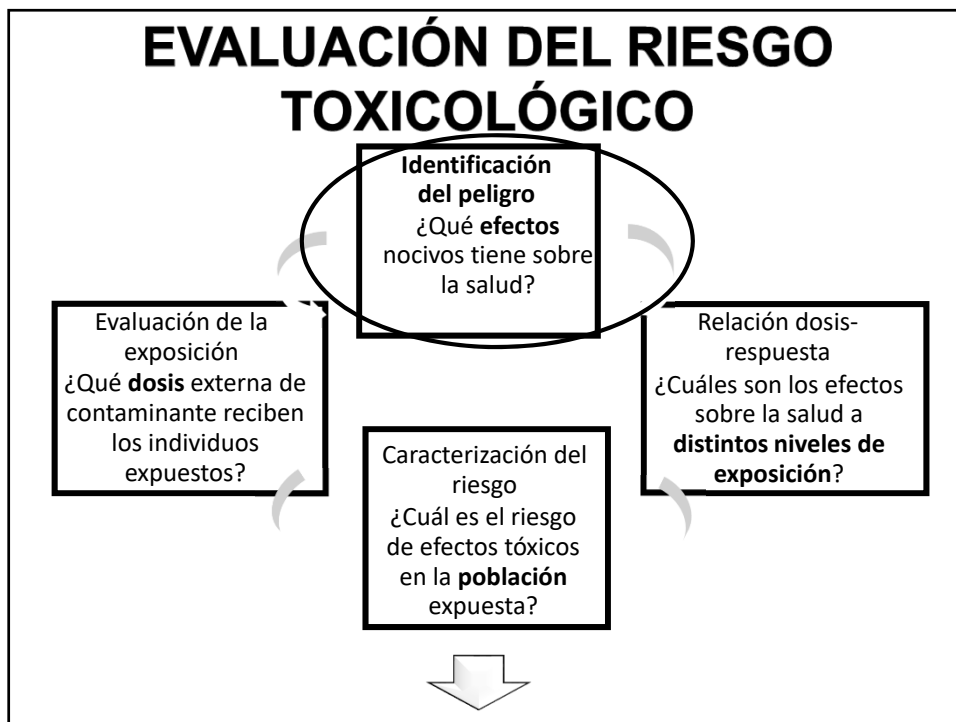 EVALUACIÓN DEL RIESGO
TOXICOLÓGICO
Identificación
del peligro
¿Qué efectos
nocivos tiene sobre
la salud?
Evaluación de la
exposición
¿Qué dosis externa de
contaminante reciben
los individuos
expuestos?
Relación dosis-
respuesta
¿Cuáles son los efectos
sobre la salud a
distintos niveles de
exposición?
Caracterización del
riesgo
¿Cuál es el riesgo
de efectos tóxicos
en la población
expuesta?